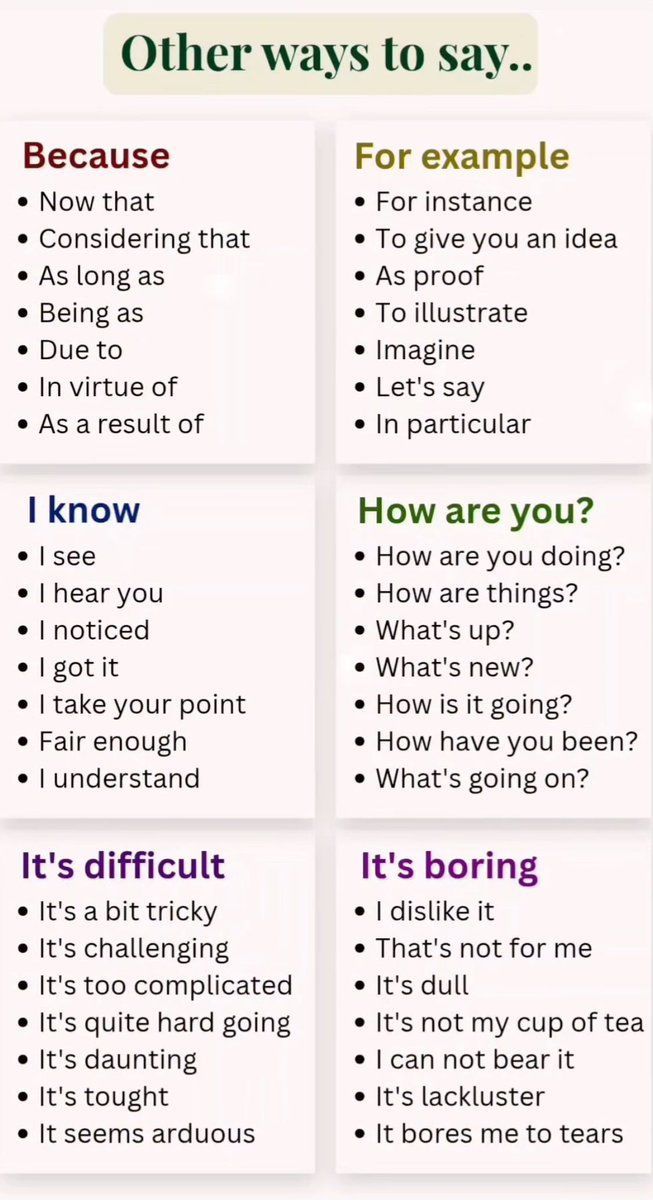 Other ways to say..
Because
• Now that
• Considering that
• As long as
• Being as
• Due to
• In virtue of
• As a result of
For example
• For instance
• To give you an idea
• As proof
• To illustrate
• Imagine
• Let's say
• In particular
I know
• I see
• I hear you
• I noticed
• I got it
• I take your point
• Fair enough
• I understand
How are you?
• How are you doing?
• How are things?
• What's up?
• What's new?
• How is it going?
• How have you been?
• What's going on?
It's difficult
• It's a bit tricky
• It's challenging
• It's too complicated
• It's quite hard going
• It's daunting
• It's tought
• It seems arduous
It's boring
• I dislike it
• That's not for me
• It's dull
• It's not my cup of tea
• I can not bear it
• It's lackluster
• It bores me to tears